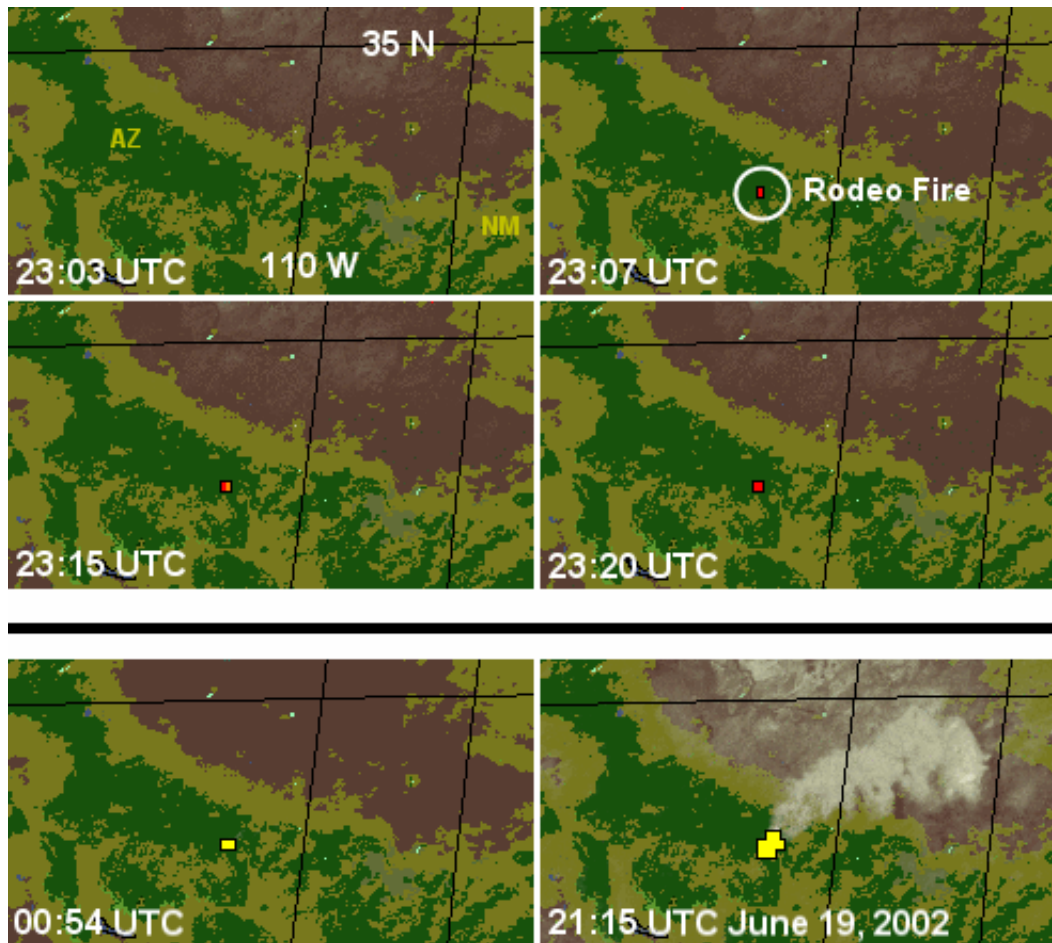 35 N
AZ
NM
110 W
23:03 UTC
Rodeo Fire
23:07 UTC
23:15 UTC
23:20 UTC
00:54 UTC
21:15 UTC June 19, 2002